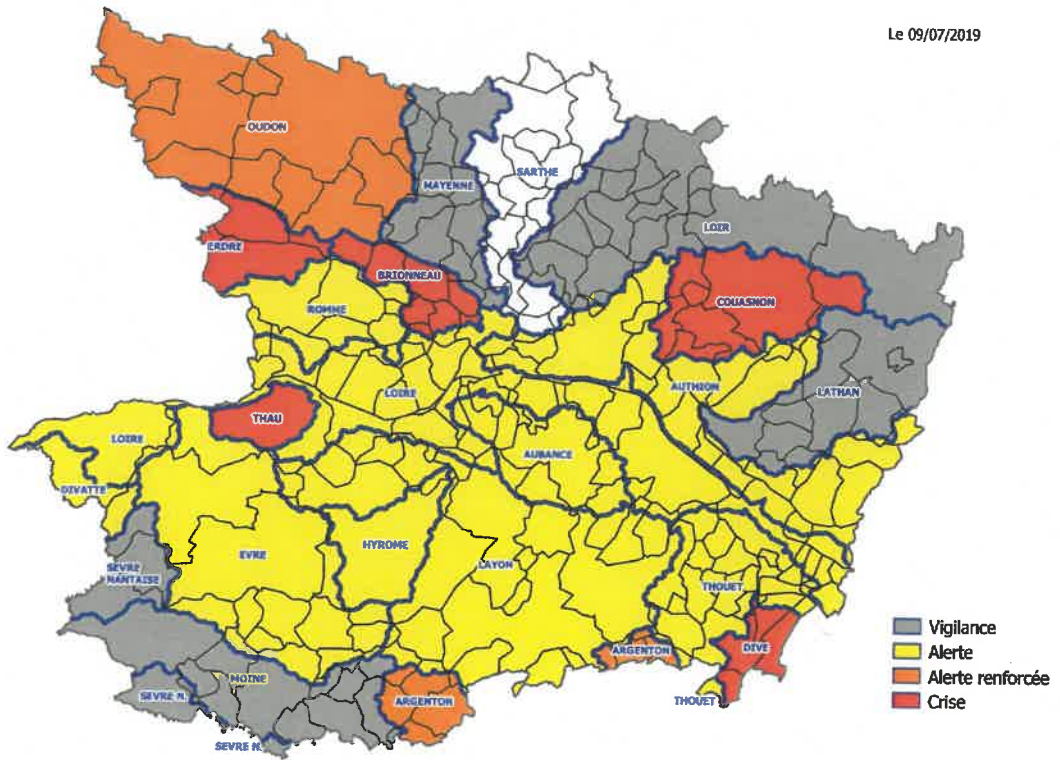 Le 09/07/2019
OUDON
MAYENNE
SARTHE
LOIR
ERDRE
BRIONNEAU
COUASNON
ROMME
LOIRE
AUTHION
LATHAN
THAU
LOIRE
AUBANCE
DIVATTE
EVRE
HYROME
LAYON
SEVRE
NANTAISE
THOUET
ARGENTON
DIVE
MOINE
SEVRE N.
ARGENTON
THOUET
SEVRE N.
Vigilance
Alerte
Alerte renforcée
Crise